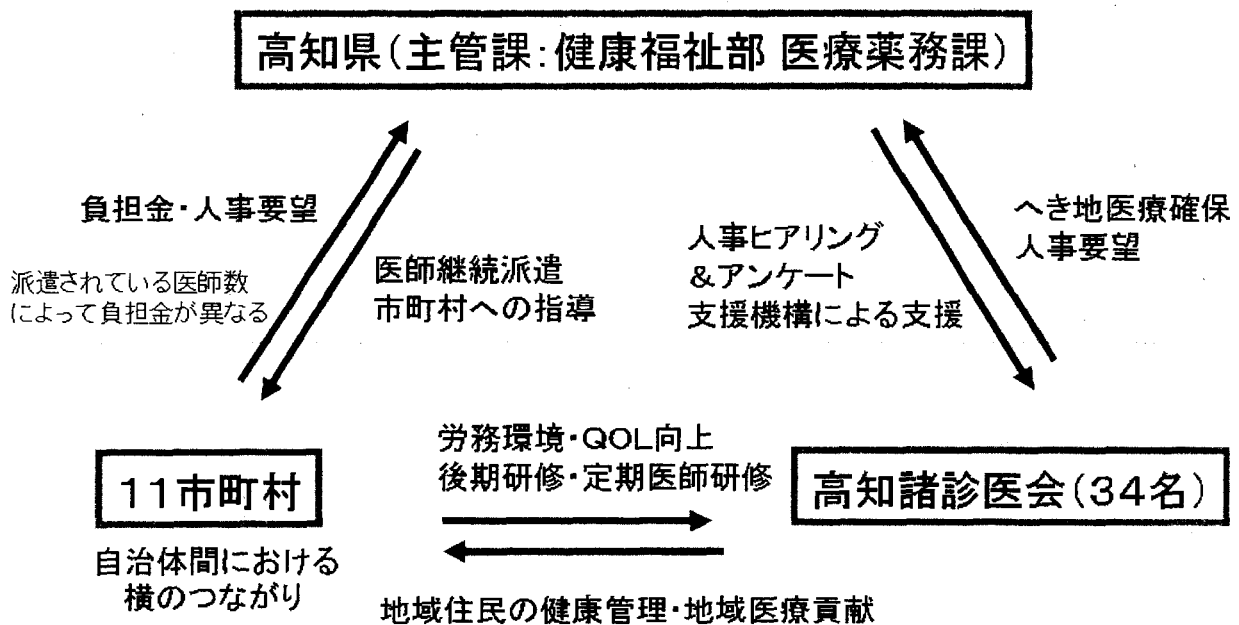 高知県(主管課:健康福祉部 医療薬務課)
負担金・人事要望
派遣されている医師数
によって負担金が異なる
医師継続派遣
市町村への指導
人事ヒアリング
&アンケート
支援機構による支援
へき地医療確保
人事要望
11市町村
自治体間における
横のつながり
労務環境・QOL向上
後期研修・定期医師研修
高知諸診医会(34名)
地域住民の健康管理・地域医療貢献